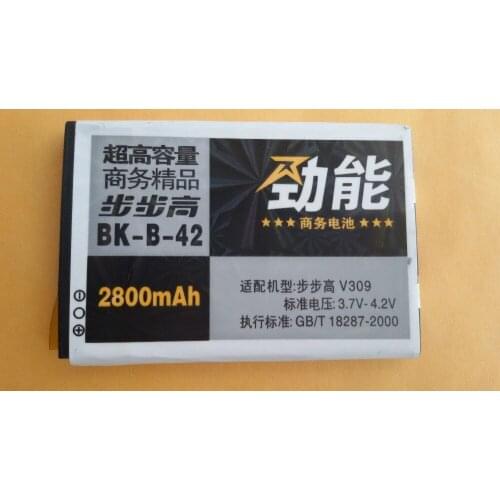 超高容量
商务精品
步步高
BK-B-42
2800mAh
劲能
★★★商务电池★★★
适配机型:步步高 V309
标准电压: 3.7V- 4.2V
执行标准: GB/T 18287-2000